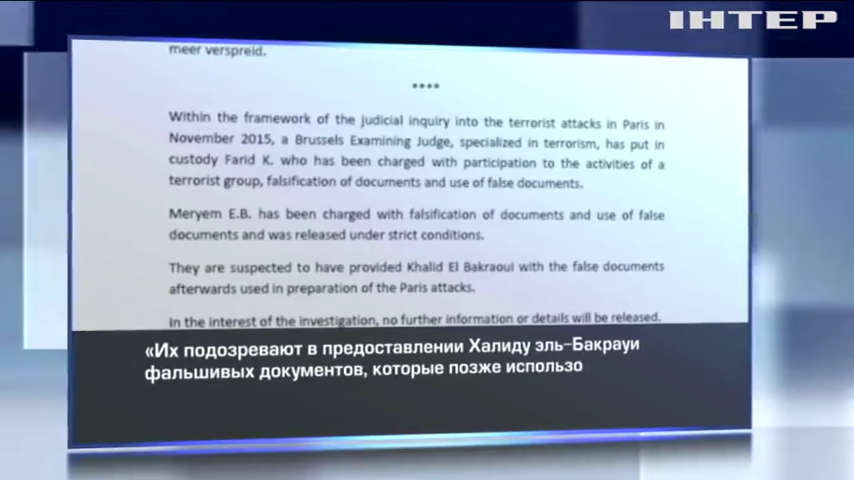 ІНТЕР
meer verspreid.
****
Within the framework of the judicial inquiry into the terrorist attacks in Paris in
November 2015, a Brussels Examining Judge, specialized in terrorism, has put in
custody Farid K. who has been charged with participation to the activities of a
terrorist group, falsification of documents and use of false documents.
Meryem E.B. has been charged with falsification of documents and use of false
documents and was released under strict conditions.
They are suspected to have provided Khalid El Bakraoui with the false documents
afterwards used in preparation of the Paris attacks.
In the interest of the investigation, no further information or details will be released.
«Их подозревают в предоставлении Халиду эль-Бакрауи
фальшивых документов, которые позже использо